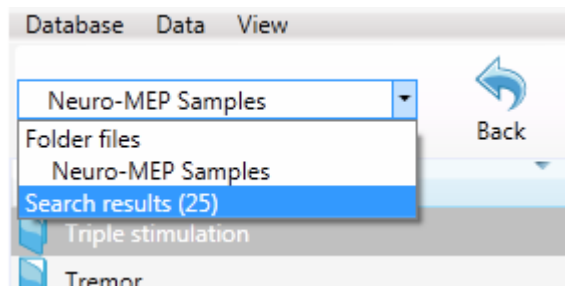 Database Data View
Neuro-MEP Samples
Back
Folder files
Neuro-MEP Samples
Search results (25)
Triple stimulation
Tremor